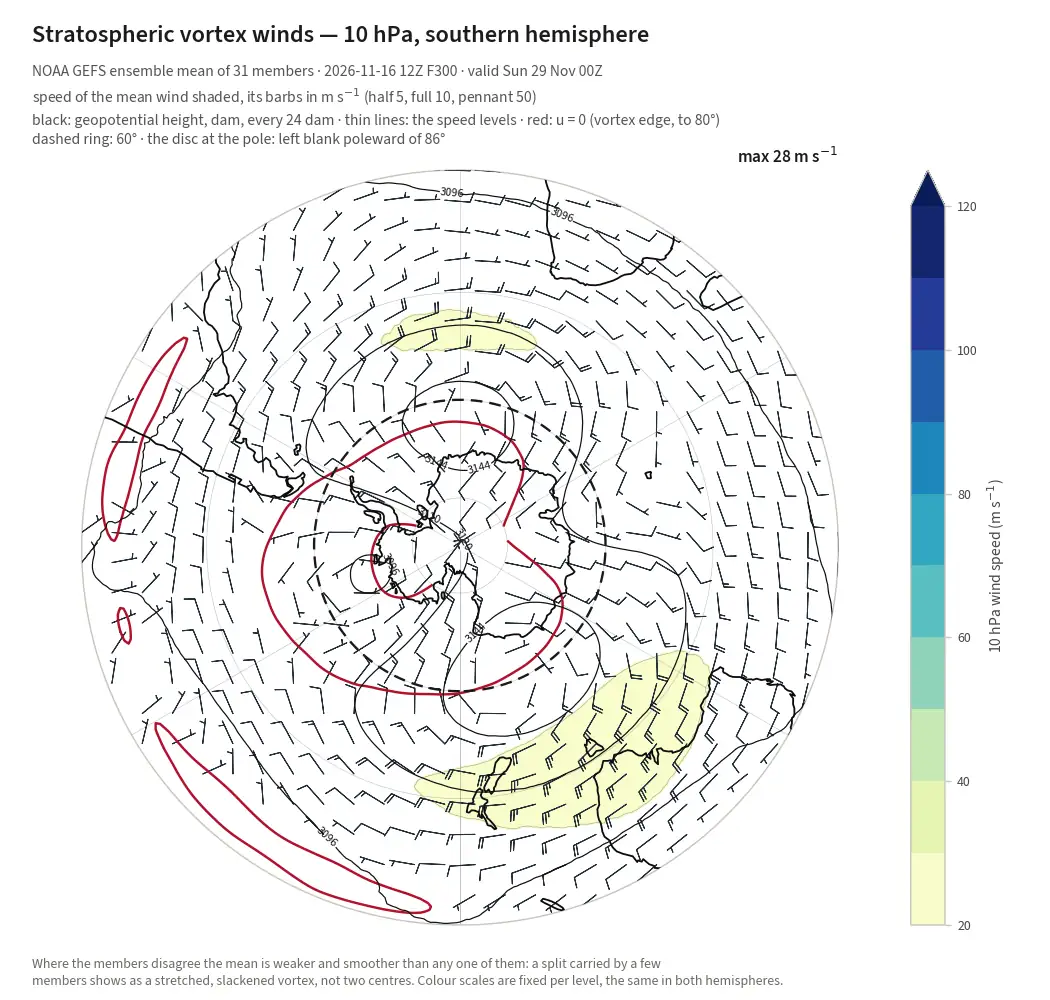 Stratospheric vortex winds — 10 hPa, southern hemisphere
NOAA GEFS ensemble mean of 31 members · 2026-11-16 12Z F300 · valid Sun 29 Nov 00Z
speed of the mean wind shaded, its barbs in m s⁻¹ (half 5, full 10, pennant 50)
black: geopotential height, dam, every 24 dam · thin lines: the speed levels · red: u = 0 (vortex edge, to 80°)
dashed ring: 60° · the disc at the pole: left blank poleward of 86°
max 28 m s⁻¹
3096
3096
3144
3144
3096
3144
3096
120
100
80
60
40
20
10 hPa wind speed (m s⁻¹)
Where the members disagree the mean is weaker and smoother than any one of them: a split carried by a few
members shows as a stretched, slackened vortex, not two centres. Colour scales are fixed per level, the same in both hemispheres.